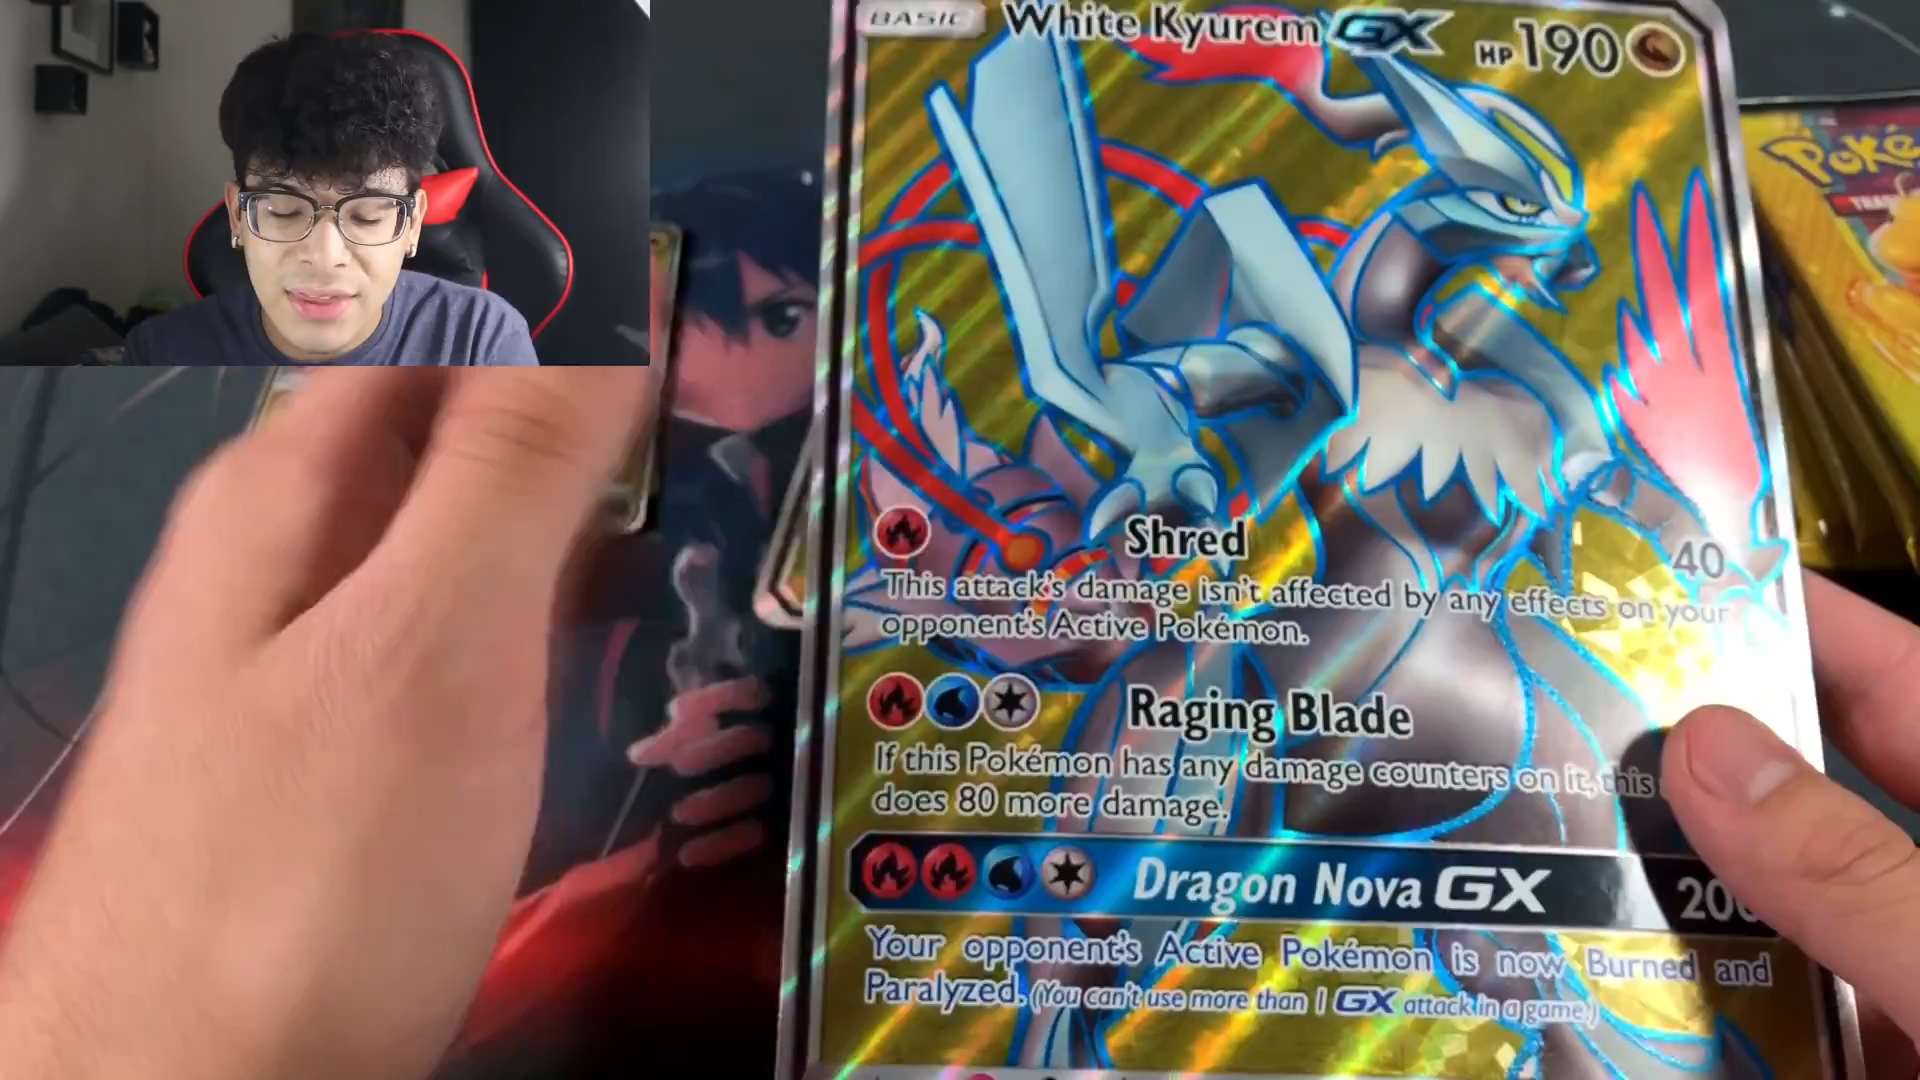 BASIC White Kyurem GX HP 190
Poké
TRA
Shred 40
This attack's damage isn't affected by any effects on your
opponent's Active Pokémon.
Raging Blade
If this Pokémon has any damage counters on it, this
does 80 more damage.
Dragon Nova GX 200
Your opponent's Active Pokémon is now Burned and
Paralyzed. (You can't use more than 1 GX attack in a game.)